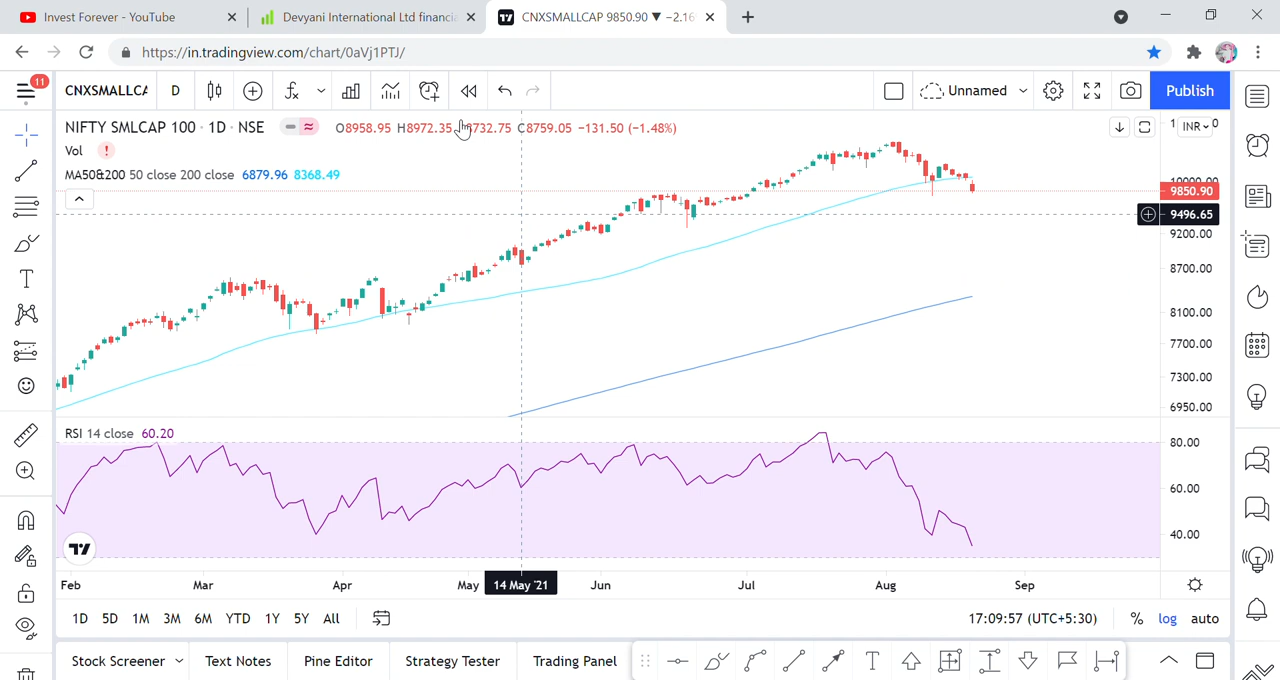 Invest Forever - YouTube
Devyani International Ltd financia
CNXSMALLCAP 9850.90 ▼ −2.16
https://in.tradingview.com/chart/0aVj1PTJ/
11
CNXSMALLCA
D
Unnamed
Publish
NIFTY SMLCAP 100 · 1D · NSE
O8958.95 H8972.35 8732.75 C8759.05 −131.50 (−1.48%)
INR
Vol
MA50&200 50 close 200 close 6879.96 8368.49
10000.00
9850.90
9496.65
9200.00
8700.00
8100.00
7700.00
7300.00
6950.00
RSI 14 close 60.20
80.00
60.00
40.00
Feb Mar Apr May 14 May '21 Jun Jul Aug Sep
1D 5D 1M 3M 6M YTD 1Y 5Y All
17:09:57 (UTC+5:30) % log auto
Stock Screener Text Notes Pine Editor Strategy Tester Trading Panel